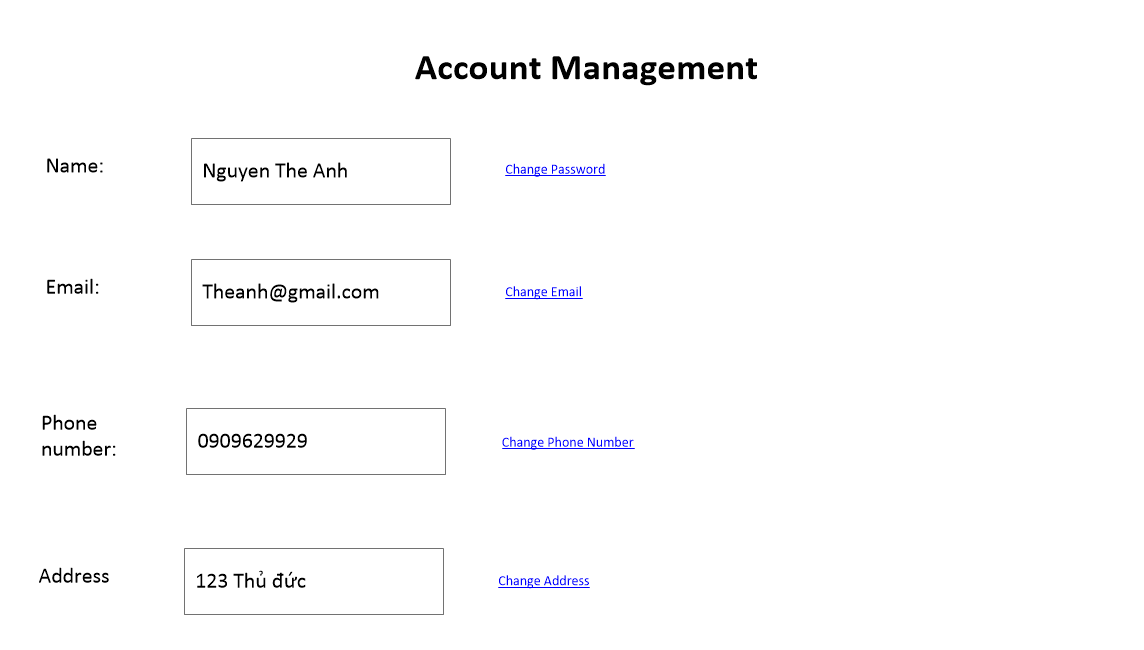 Account Management
Name:
Nguyen The Anh
Change Password
Email:
Theanh@gmail.com
Change Email
Phone
number:
0909629929
Change Phone Number
Address
123 Thủ đức
Change Address